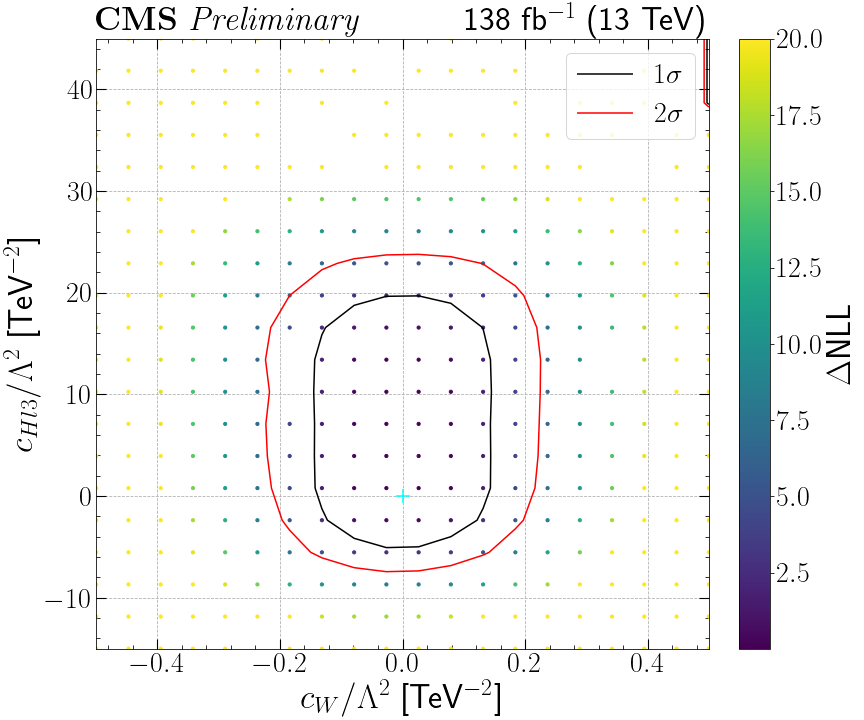 CMS Preliminary 138 fb⁻¹ (13 TeV)
1σ
2σ
40
30
20
10
0
−10
c_{Hl3}/Λ² [TeV⁻²]
−0.4 −0.2 0.0 0.2 0.4
c_W/Λ² [TeV⁻²]
20.0
17.5
15.0
12.5
10.0
7.5
5.0
2.5
ΔNLL